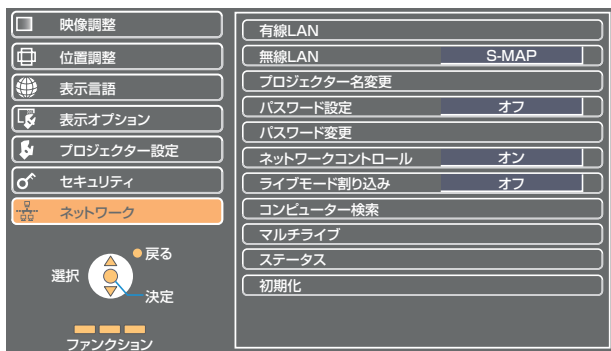 映像調整
位置調整
表示言語
表示オプション
プロジェクター設定
セキュリティ
ネットワーク
戻る
選択
決定
ファンクション
有線LAN
無線LAN S-MAP
プロジェクター名変更
パスワード設定 オフ
パスワード変更
ネットワークコントロール オン
ライブモード割り込み オフ
コンピューター検索
マルチライブ
ステータス
初期化